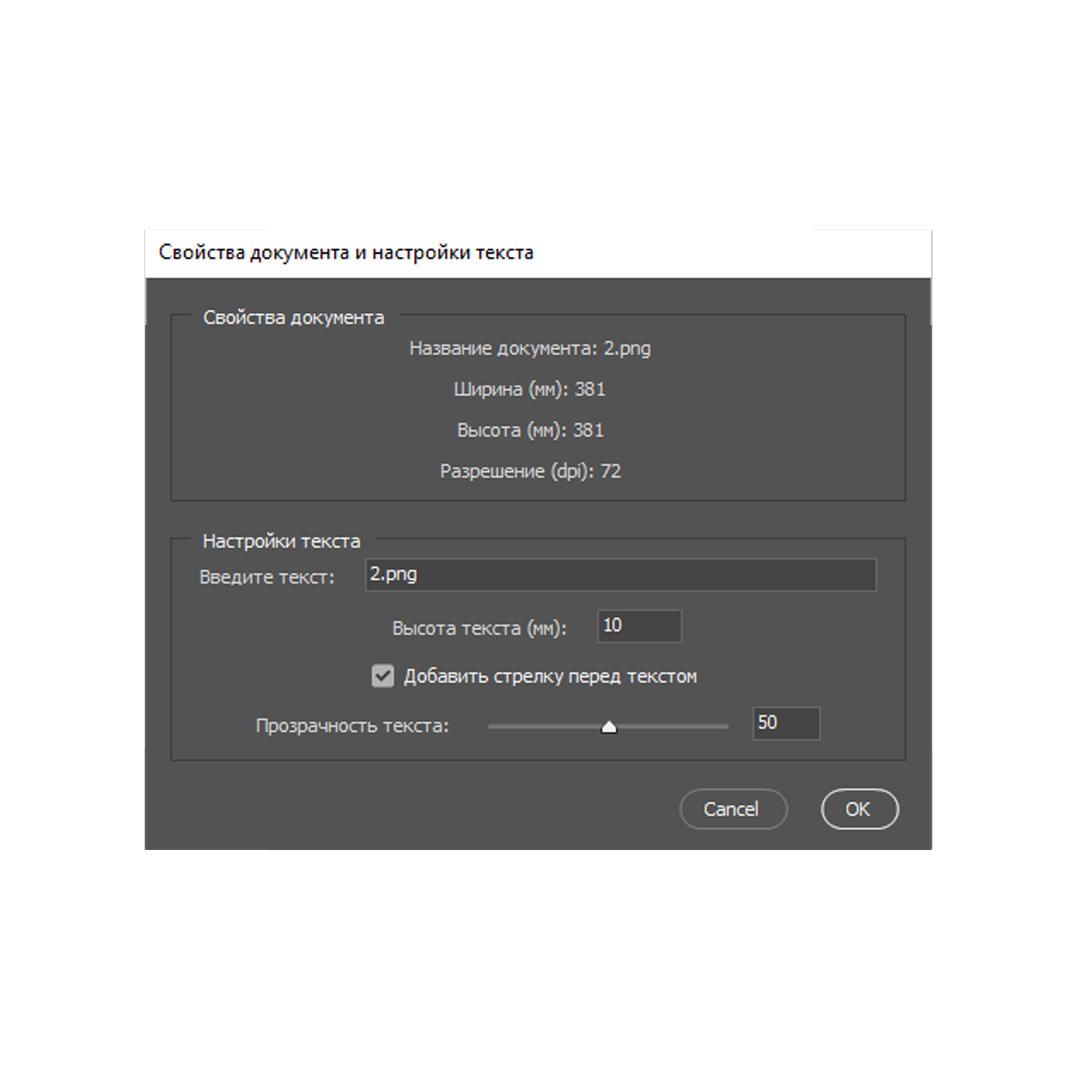 Свойства документа и настройки текста
Свойства документа
Название документа: 2.png
Ширина (мм): 381
Высота (мм): 381
Разрешение (dpi): 72
Настройки текста
Введите текст: 2.png
Высота текста (мм): 10
Добавить стрелку перед текстом
Прозрачность текста: 50
Cancel OK